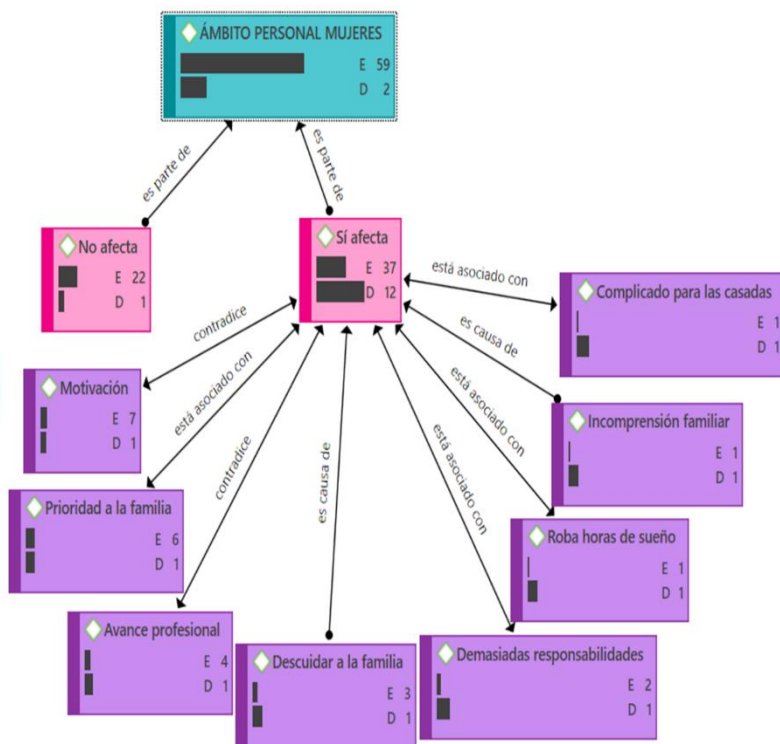 ÁMBITO PERSONAL MUJERES
E 59
D 2
es parte de
es parte de
No afecta
E 22
D 1
Sí afecta
E 37
D 12
está asociado con
Complicado para las casadas
E 1
D 1
contradice
es causa de
Motivación
E 7
D 1
está asociado con
está asociado con
Incomprensión familiar
E 1
D 1
Prioridad a la familia
E 6
D 1
contradice
es causa de
está asociado con
Roba horas de sueño
E 1
D 1
Avance profesional
E 4
D 1
Descuidar a la familia
E 3
D 1
Demasiadas responsabilidades
E 2
D 1